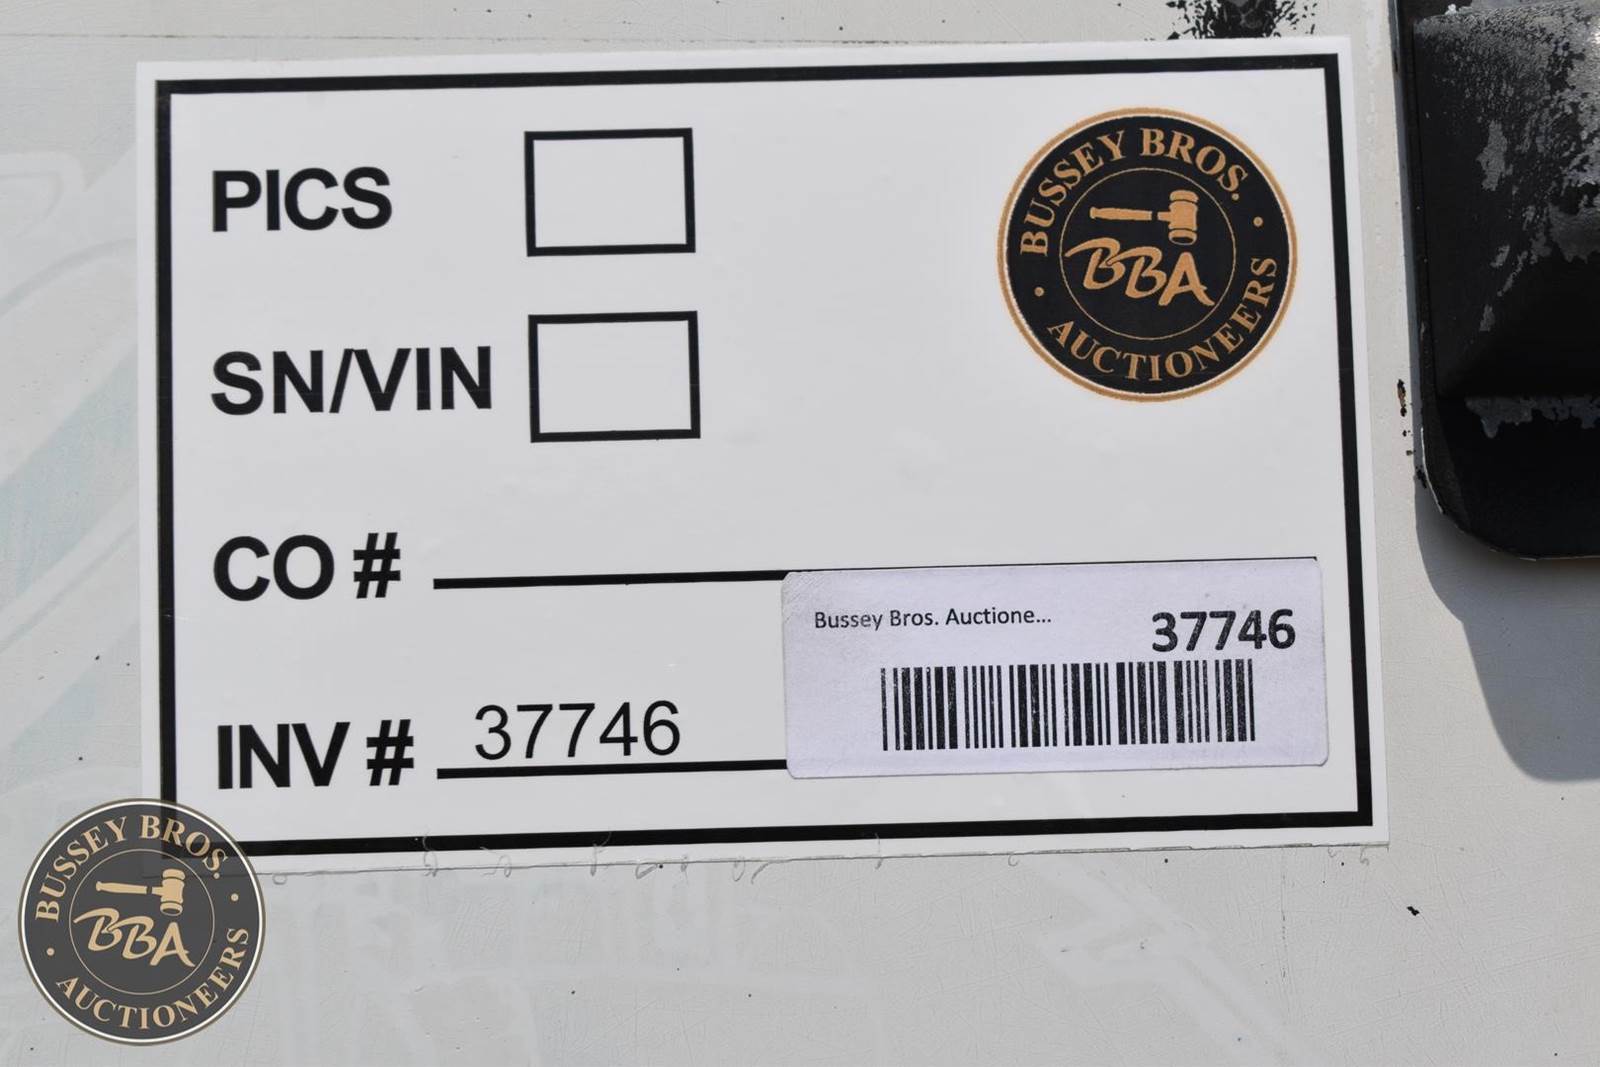 PICS
SN/VIN
CO #
INV # 37746
BUSSEY BROS.
BBA
AUCTIONEERS
Bussey Bros. Auctione...
37746
BUSSEY BROS.
BBA
AUCTIONEERS